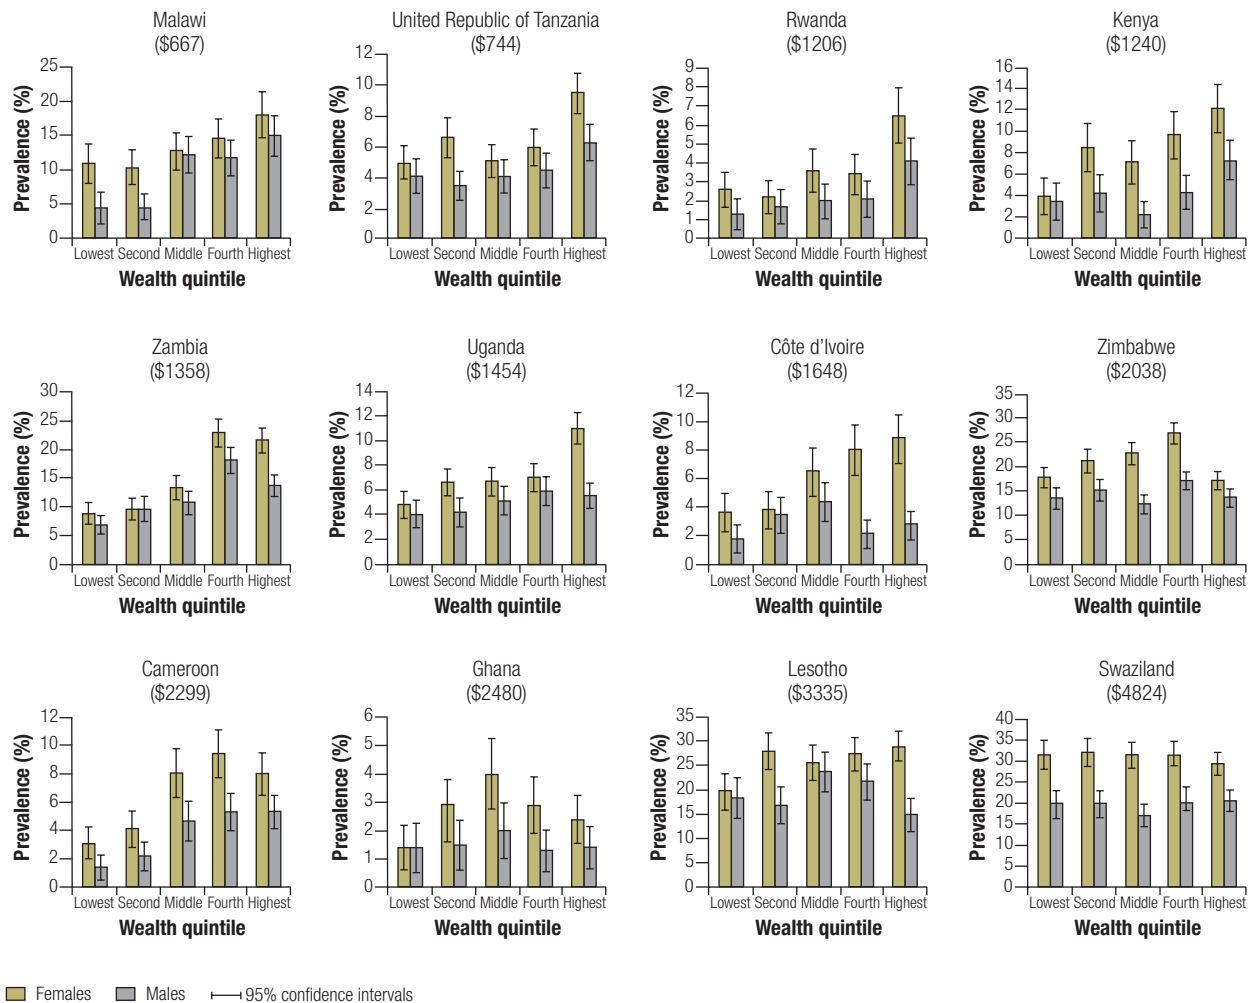 Malawi
($667)
Prevalence (%)
25
20
15
10
5
0
Lowest Second Middle Fourth Highest
Wealth quintile
United Republic of Tanzania
($744)
Prevalence (%)
12
10
8
6
4
2
0
Lowest Second Middle Fourth Highest
Wealth quintile
Rwanda
($1206)
Prevalence (%)
9
8
7
6
5
4
3
2
1
0
Lowest Second Middle Fourth Highest
Wealth quintile
Kenya
($1240)
Prevalence (%)
16
14
12
10
8
6
4
2
0
Lowest Second Middle Fourth Highest
Wealth quintile
Zambia
($1358)
Prevalence (%)
30
25
20
15
10
5
0
Lowest Second Middle Fourth Highest
Wealth quintile
Uganda
($1454)
Prevalence (%)
14
12
10
8
6
4
2
0
Lowest Second Middle Fourth Highest
Wealth quintile
Côte d’Ivoire
($1648)
Prevalence (%)
12
10
8
6
4
2
0
Lowest Second Middle Fourth Highest
Wealth quintile
Zimbabwe
($2038)
Prevalence (%)
35
30
25
20
15
10
5
0
Lowest Second Middle Fourth Highest
Wealth quintile
Cameroon
($2299)
Prevalence (%)
12
10
8
6
4
2
0
Lowest Second Middle Fourth Highest
Wealth quintile
Ghana
($2480)
Prevalence (%)
6
5
4
3
2
1
0
Lowest Second Middle Fourth Highest
Wealth quintile
Lesotho
($3335)
Prevalence (%)
35
30
25
20
15
10
5
0
Lowest Second Middle Fourth Highest
Wealth quintile
Swaziland
($4824)
Prevalence (%)
40
35
30
25
20
15
10
5
0
Lowest Second Middle Fourth Highest
Wealth quintile
Females Males 95% confidence intervals